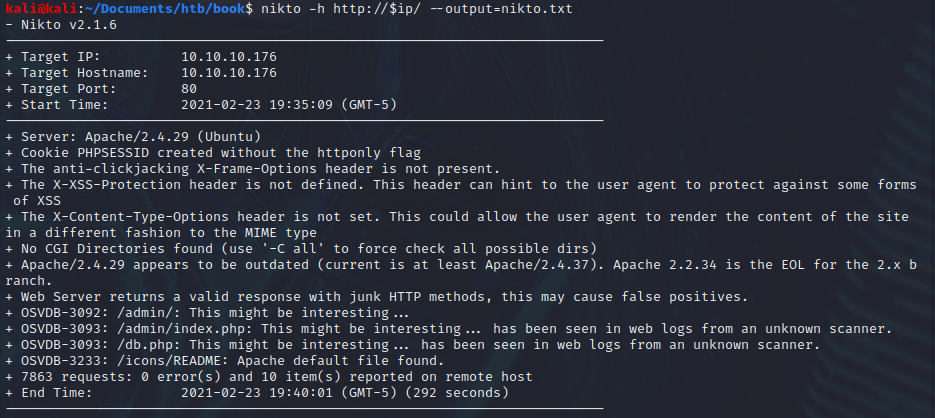 kali@kali:~/Documents/htb/book$ nikto -h http://$ip/ --output=nikto.txt
- Nikto v2.1.6
---------------------------------------------------------------------------
+ Target IP:          10.10.10.176
+ Target Hostname:    10.10.10.176
+ Target Port:        80
+ Start Time:         2021-02-23 19:35:09 (GMT-5)
---------------------------------------------------------------------------
+ Server: Apache/2.4.29 (Ubuntu)
+ Cookie PHPSESSID created without the httponly flag
+ The anti-clickjacking X-Frame-Options header is not present.
+ The X-XSS-Protection header is not defined. This header can hint to the user agent to protect against some forms
 of XSS
+ The X-Content-Type-Options header is not set. This could allow the user agent to render the content of the site
in a different fashion to the MIME type
+ No CGI Directories found (use '-C all' to force check all possible dirs)
+ Apache/2.4.29 appears to be outdated (current is at least Apache/2.4.37). Apache 2.2.34 is the EOL for the 2.x b
ranch.
+ Web Server returns a valid response with junk HTTP methods, this may cause false positives.
+ OSVDB-3092: /admin/: This might be interesting...
+ OSVDB-3093: /admin/index.php: This might be interesting... has been seen in web logs from an unknown scanner.
+ OSVDB-3093: /db.php: This might be interesting... has been seen in web logs from an unknown scanner.
+ OSVDB-3233: /icons/README: Apache default file found.
+ 7863 requests: 0 error(s) and 10 item(s) reported on remote host
+ End Time:           2021-02-23 19:40:01 (GMT-5) (292 seconds)
---------------------------------------------------------------------------